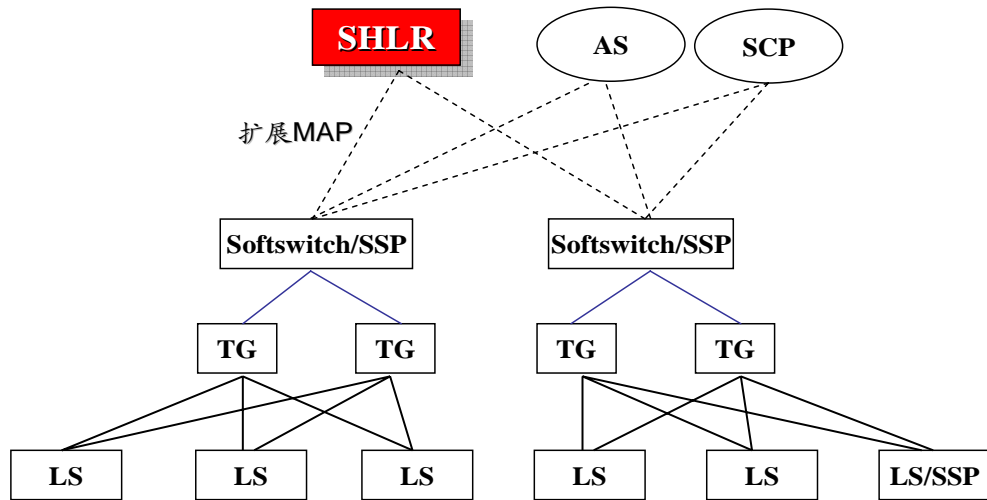 SHLR
AS
SCP
扩展MAP
Softswitch/SSP
Softswitch/SSP
TG
TG
TG
TG
LS
LS
LS
LS
LS
LS/SSP